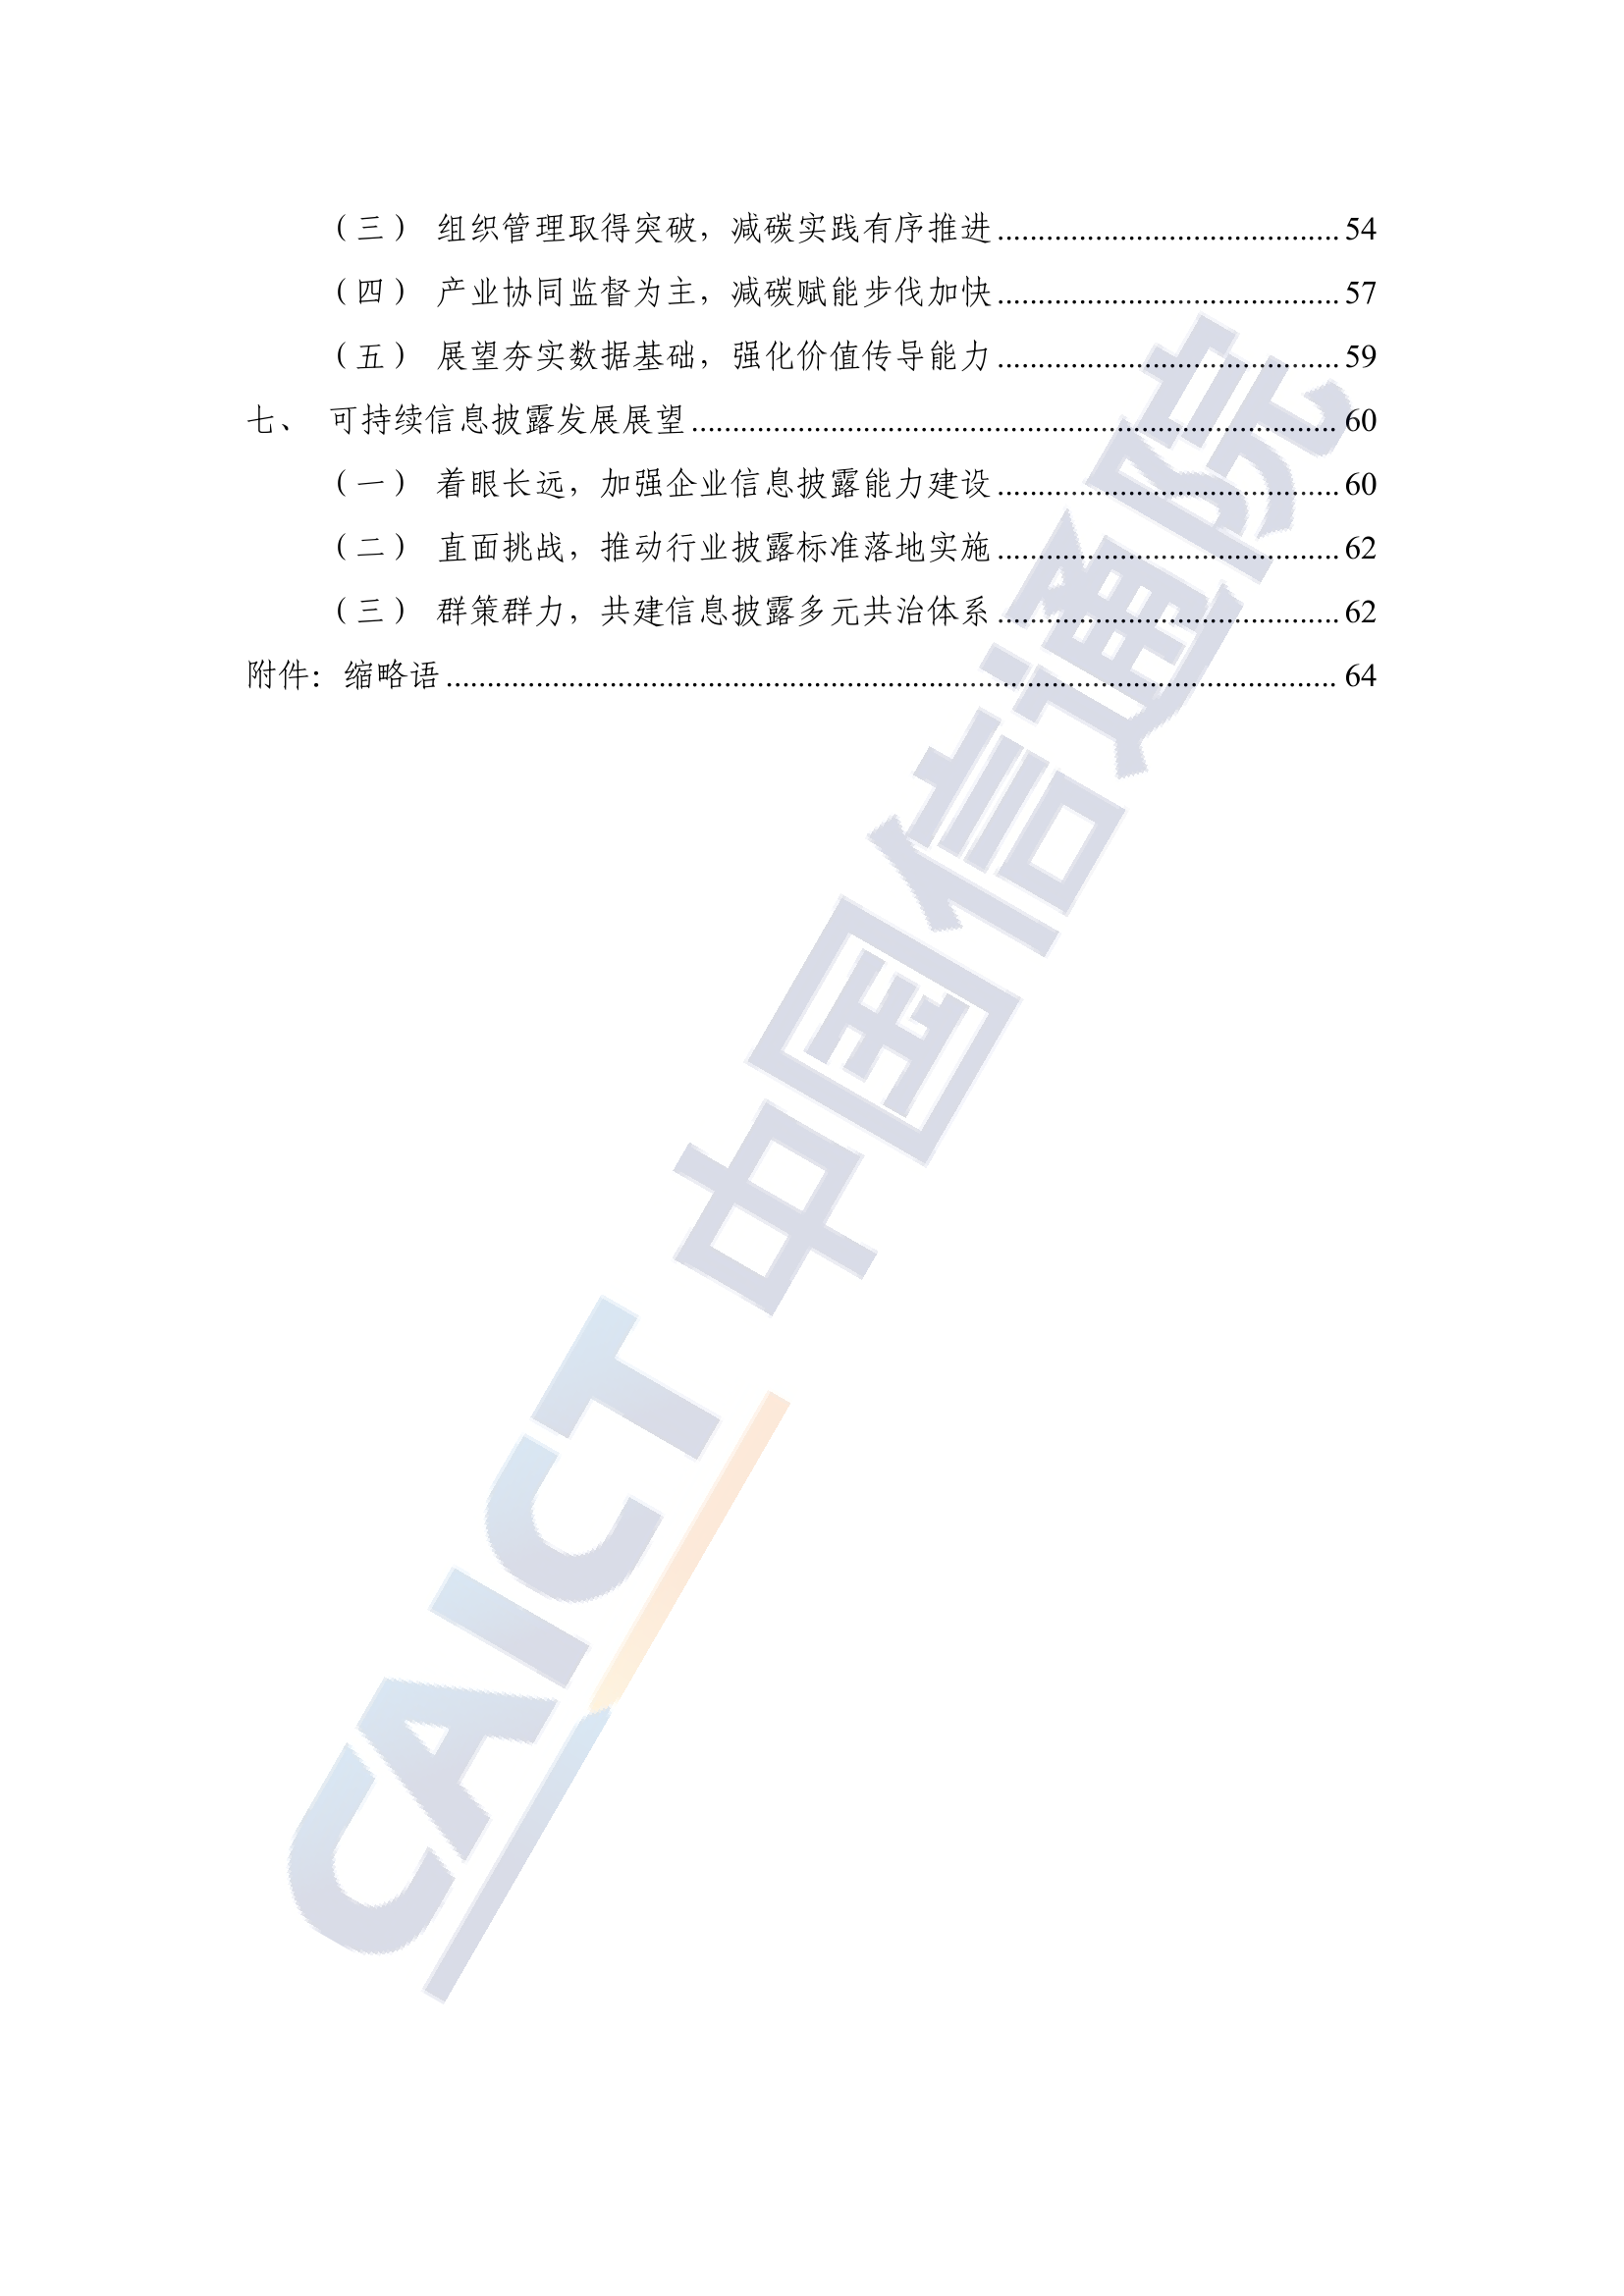 （三） 组织管理取得突破，减碳实践有序推进.......................................... 54
（四） 产业协同监督为主，减碳赋能步伐加快.......................................... 57
（五） 展望夯实数据基础，强化价值传导能力.......................................... 59
七、 可持续信息披露发展展望............................................................................... 60
（一） 着眼长远，加强企业信息披露能力建设.......................................... 60
（二） 直面挑战，推动行业披露标准落地实施.......................................... 62
（三） 群策群力，共建信息披露多元共治体系.......................................... 62
附件：缩略语............................................................................................................. 64
CAICT 中国信通院